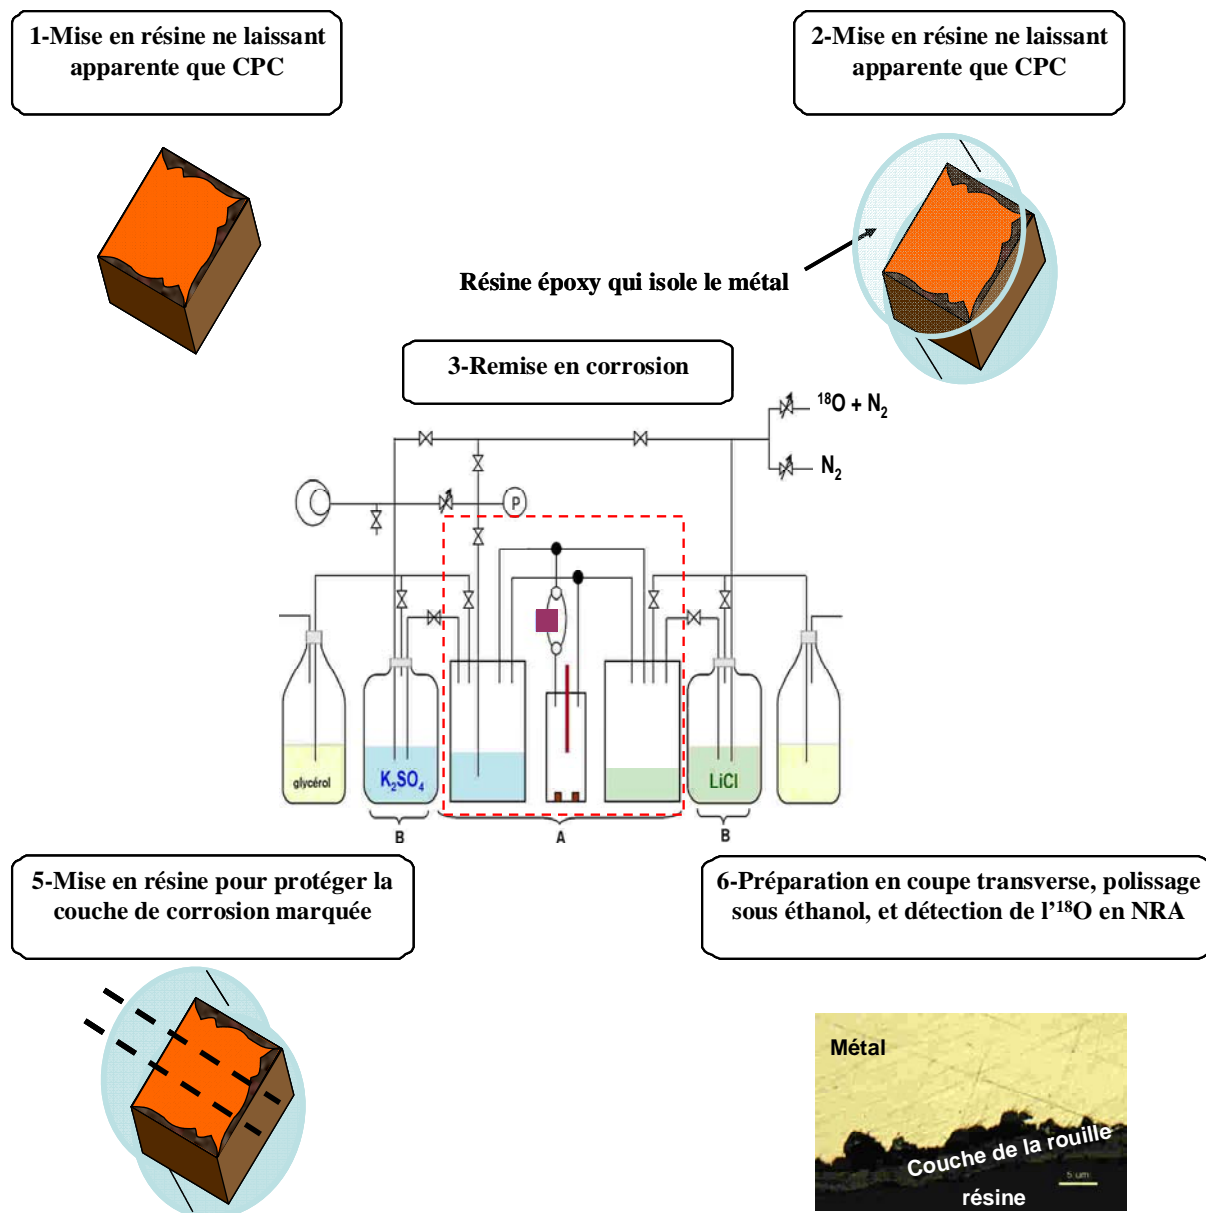 1-Mise en résine ne laissant
apparente que CPC
2-Mise en résine ne laissant
apparente que CPC
Résine époxy qui isole le métal
3-Remise en corrosion
¹⁸O + N₂
N₂
P
glycérol
K₂SO₄
LiCl
B
A
B
5-Mise en résine pour protéger la
couche de corrosion marquée
6-Préparation en coupe transverse, polissage
sous éthanol, et détection de l'¹⁸O en NRA
Métal
Couche de la rouille
5 um
résine